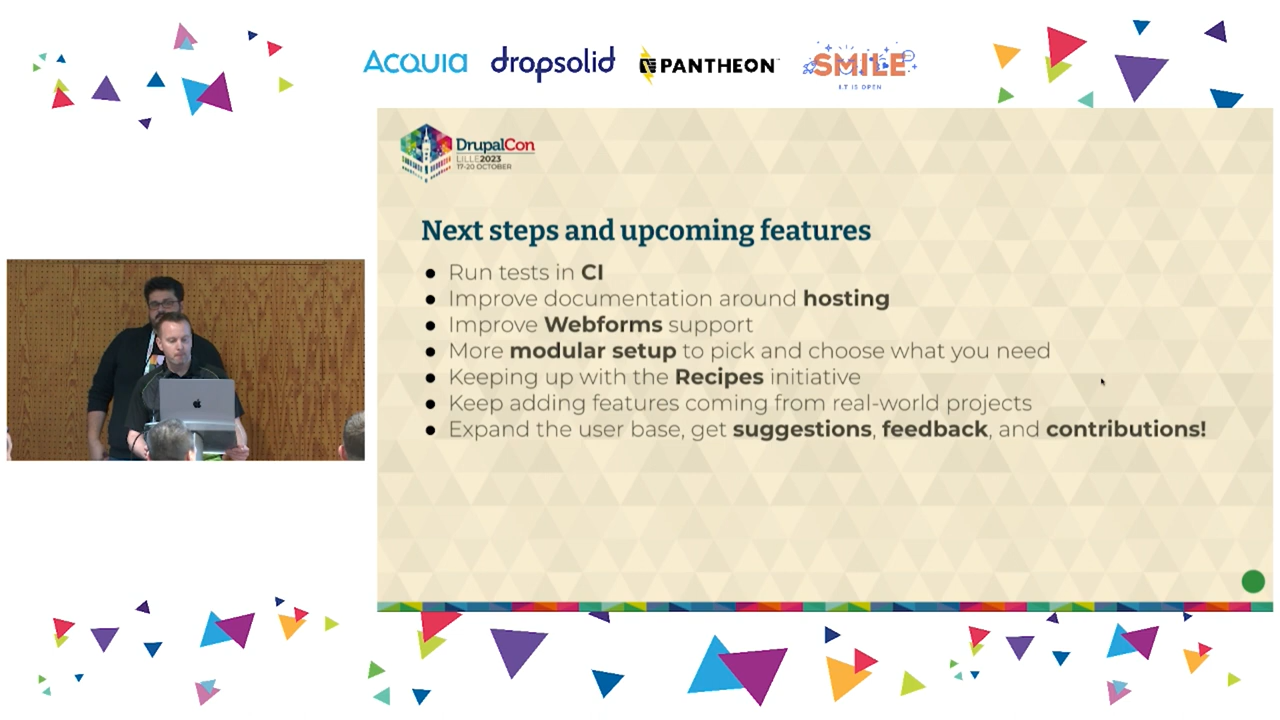 ACQUIA
dropsolid
PANTHEON
SMILE
I.T IS OPEN
DrupalCon
LILLE2023
17-20 OCTOBER
Next steps and upcoming features
● Run tests in CI
● Improve documentation around hosting
● Improve Webforms support
● More modular setup to pick and choose what you need
● Keeping up with the Recipes initiative
● Keep adding features coming from real-world projects
● Expand the user base, get suggestions, feedback, and contributions!